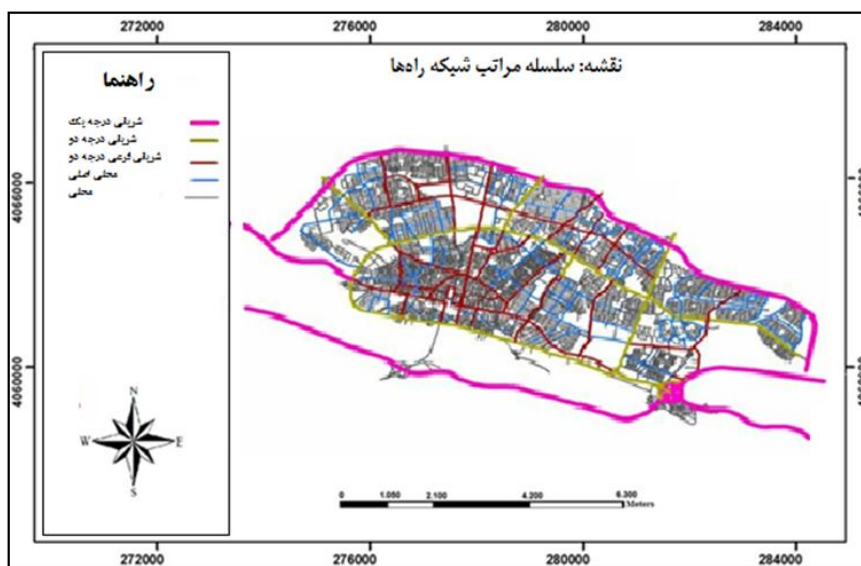 272000 276000 280000 284000
نقشه: سلسله مراتب شبکه راه‌ها
راهنما
شریانی درجه یک
شریانی درجه دو
شریانی فرعی درجه دو
محلی اصلی
محلی
4066000
4060000
N
W E
S
0 1.050 2.100 4.200 6.300
Meters
272000 276000 280000 284000